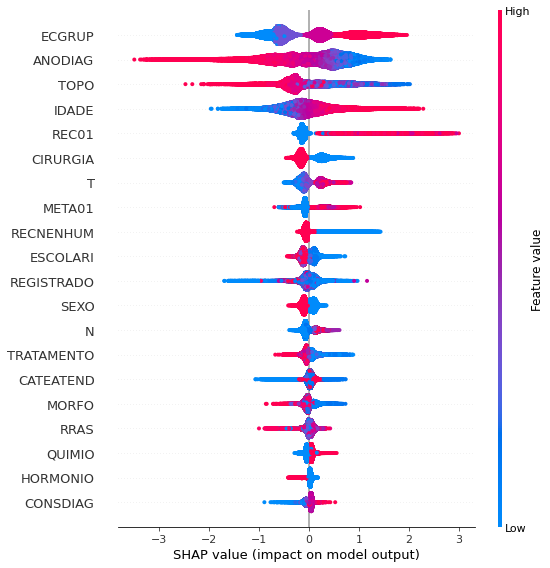 High
ECGRUP
ANODIAG
TOPO
IDADE
REC01
CIRURGIA
T
META01
RECNENHUM
ESCOLARI
REGISTRADO
SEXO
N
TRATAMENTO
CATEATEND
MORFO
RRAS
QUIMIO
HORMONIO
CONSDIAG
Feature value
Low
−3 −2 −1 0 1 2 3
SHAP value (impact on model output)